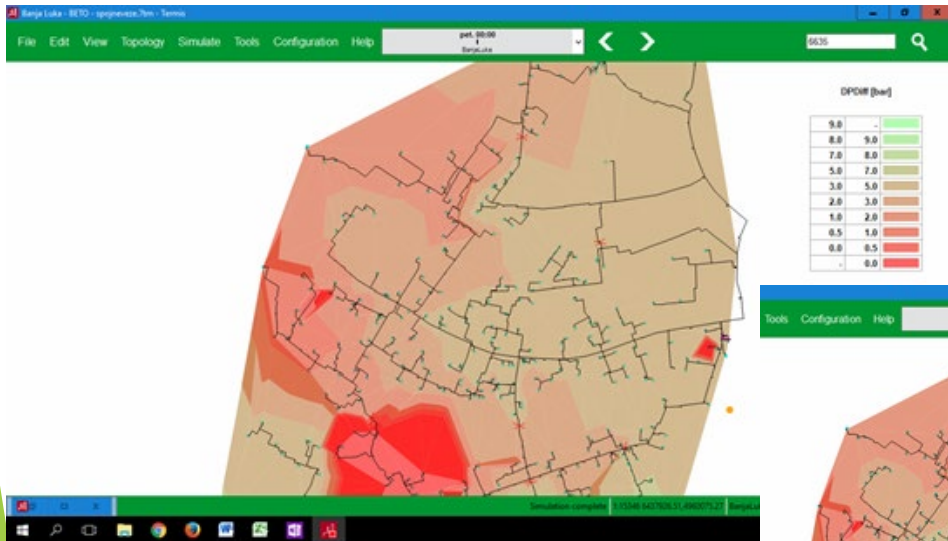 Banja Luka - BETO - spojneveze.7tm - Termis
File Edit View Topology Simulate Tools Configuration Help
pet. 00:00
BanjaLuka
6635
DPDiff [bar]
9.0 -
8.0 9.0
7.0 8.0
5.0 7.0
3.0 5.0
2.0 3.0
1.0 2.0
0.5 1.0
0.0 0.5
- 0.0
Tools Configuration Help
Simulation complete